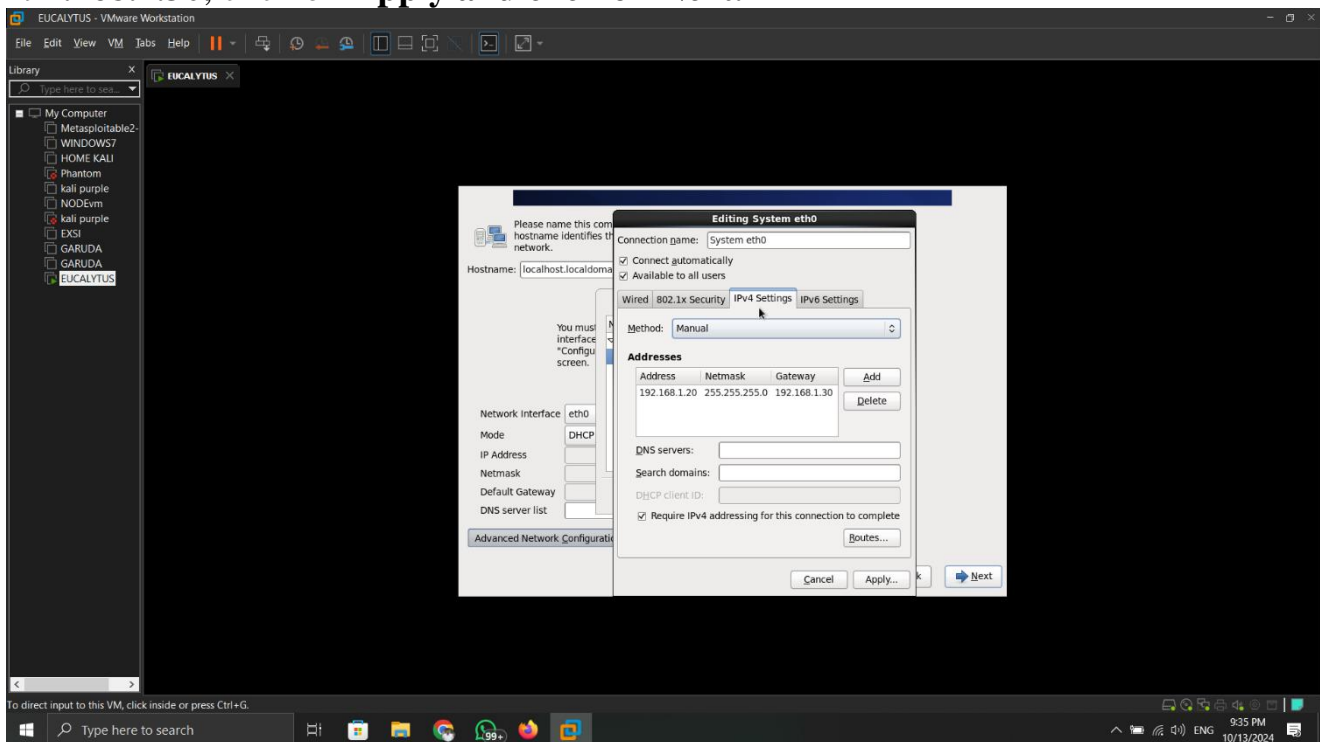 EUCALYTUS - VMware Workstation
File Edit View VM Tabs Help
Library X
EUCALYTUS
Type here to sea...
My Computer
Metasploitable2-
WINDOWS7
HOME KALI
Phantom
kali purple
NODEvm
kali purple
EXSI
GARUDA
GARUDA
EUCALYTUS
Please name this com
hostname identifies th
network.
Hostname: localhost.localdoma
You must
interface
"Configu
screen.
Network Interface eth0
Mode DHCP
IP Address
Netmask
Default Gateway
DNS server list
Advanced Network Configuratio
Editing System eth0
Connection name: System eth0
Connect automatically
Available to all users
Wired 802.1x Security IPv4 Settings IPv6 Settings
Method: Manual
Addresses
Address Netmask Gateway Add
192.168.1.20 255.255.255.0 192.168.1.30
Delete
DNS servers:
Search domains:
DHCP client ID:
Require IPv4 addressing for this connection to complete
Routes...
Cancel Apply...
k Next
To direct input to this VM, click inside or press Ctrl+G.
Type here to search
99+
ENG
9:35 PM
10/13/2024